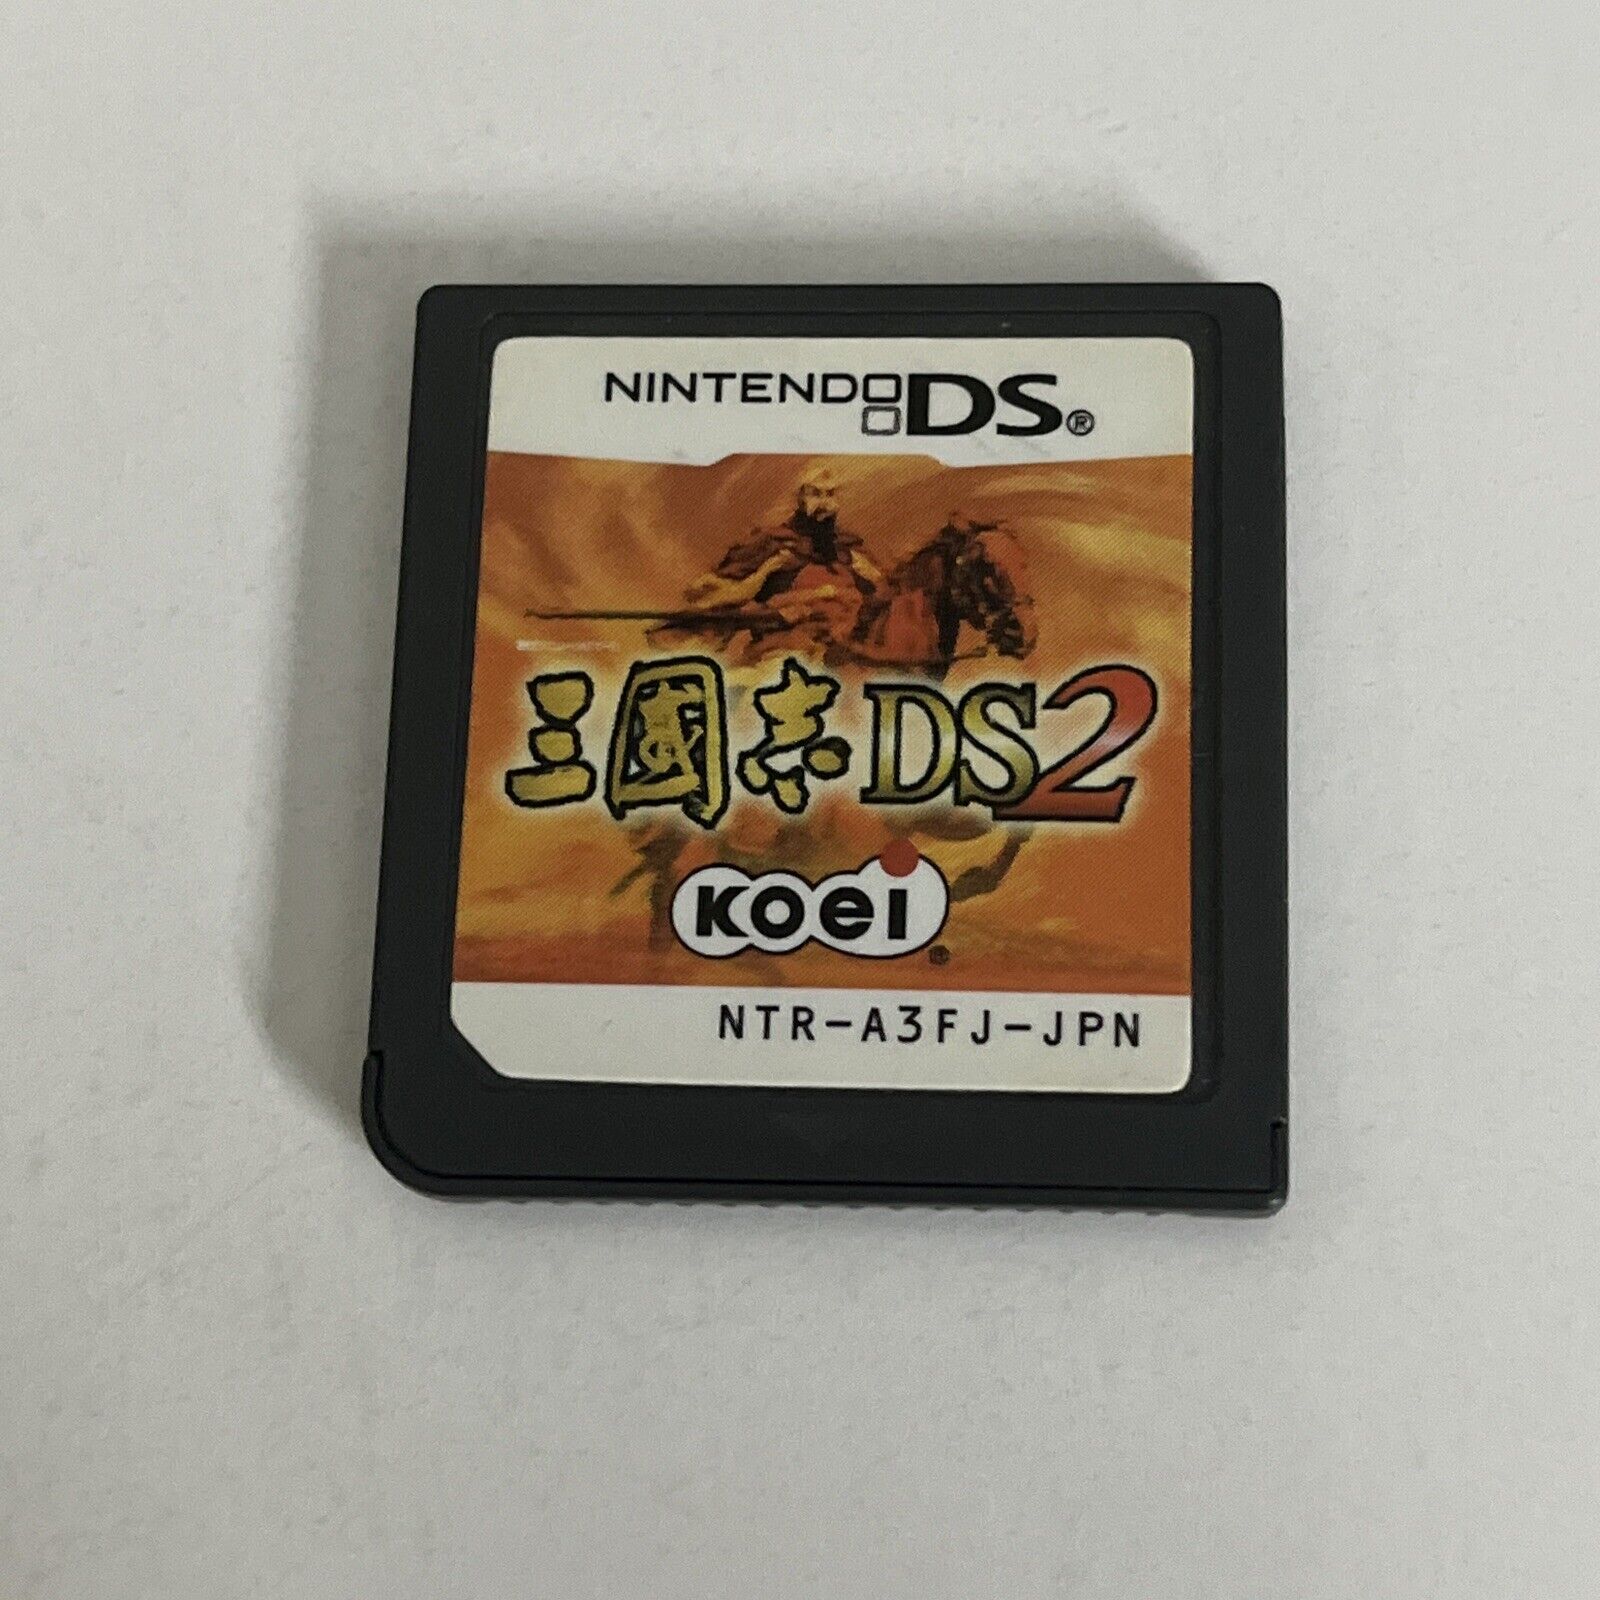 NINTENDO DS®
三國志DS2
KOEI®
NTR-A3FJ-JPN